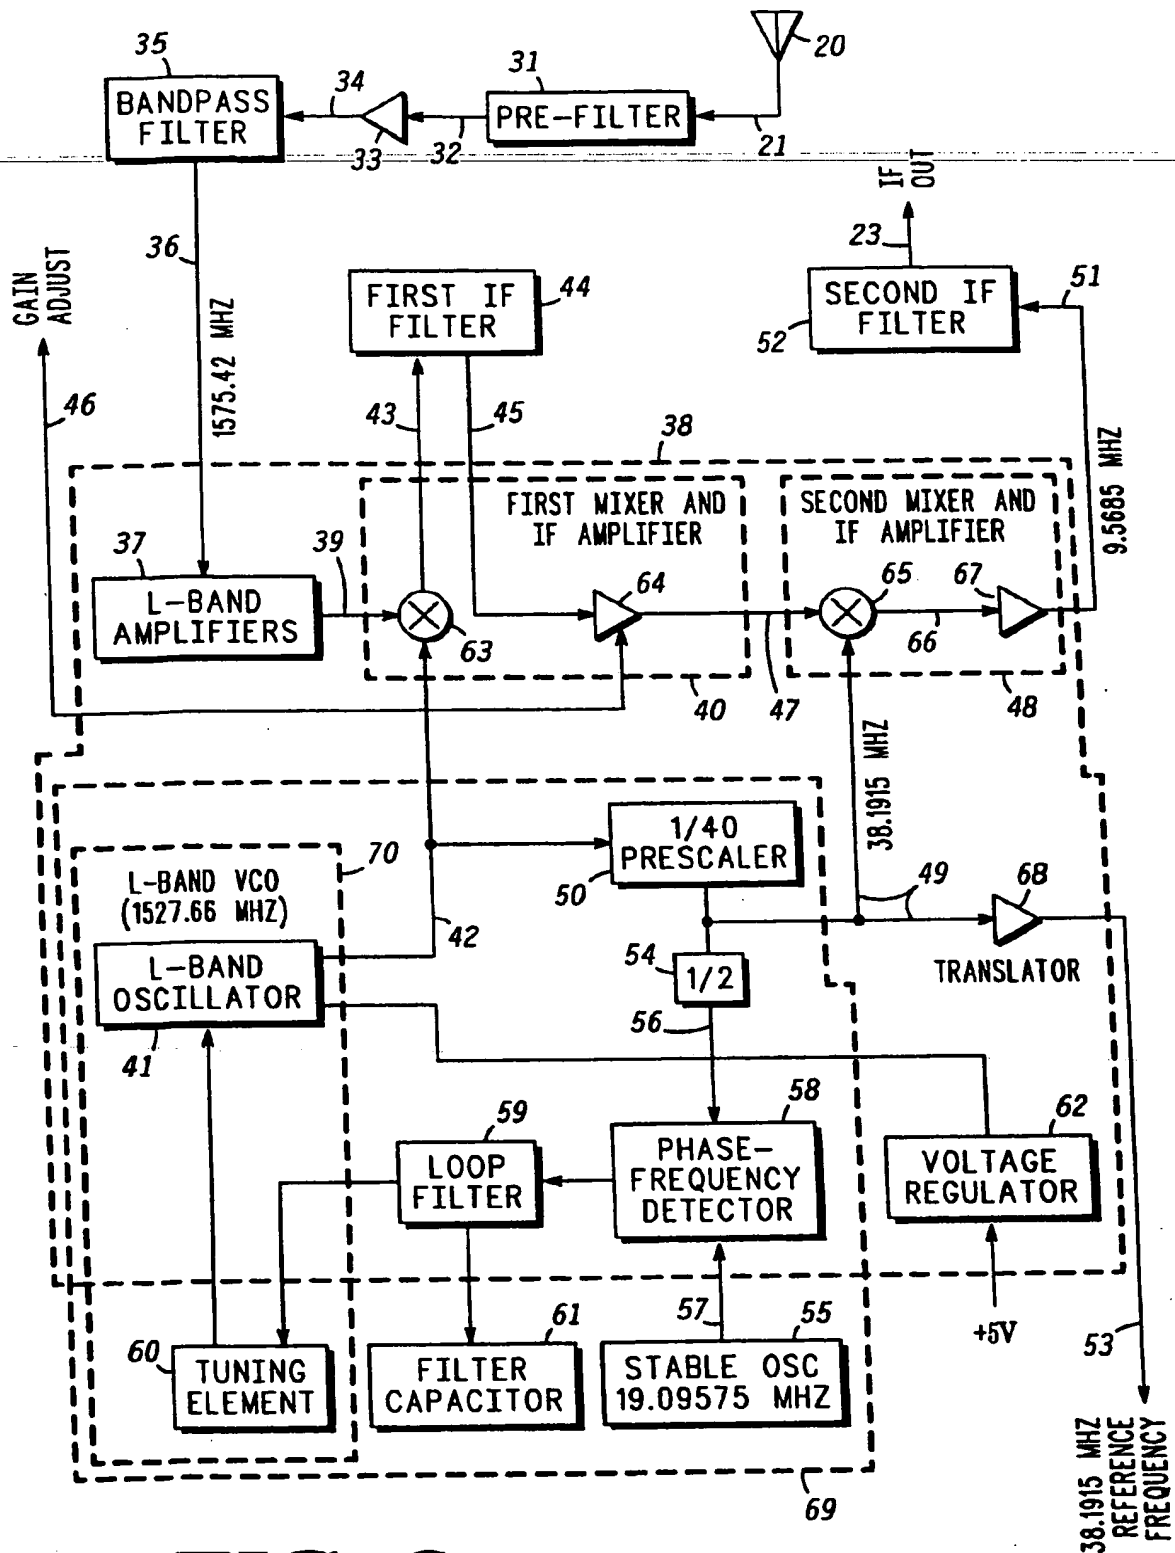 20
35
31
34
BANDPASS
FILTER
PRE-FILTER
33
32
21
IF
OUT
36
23
GAIN
ADJUST
1575.42 MHZ
FIRST IF
FILTER
44
SECOND IF
FILTER
51
52
46
43
45
38
9.5685 MHZ
FIRST MIXER AND
IF AMPLIFIER
SECOND MIXER AND
IF AMPLIFIER
37
39
64
65
67
L-BAND
AMPLIFIERS
63
66
40
47
48
38.1915 MHZ
1/40
PRESCALER
50
70
L-BAND VCO
(1527.66 MHZ)
42
49
68
L-BAND
OSCILLATOR
54
1/2
TRANSLATOR
41
56
58
59
62
LOOP
FILTER
PHASE-
FREQUENCY
DETECTOR
VOLTAGE
REGULATOR
57
61
55
+5V
53
60
TUNING
ELEMENT
FILTER
CAPACITOR
STABLE OSC
19.09575 MHZ
69
38.1915 MHZ
REFERENCE
FREQUENCY